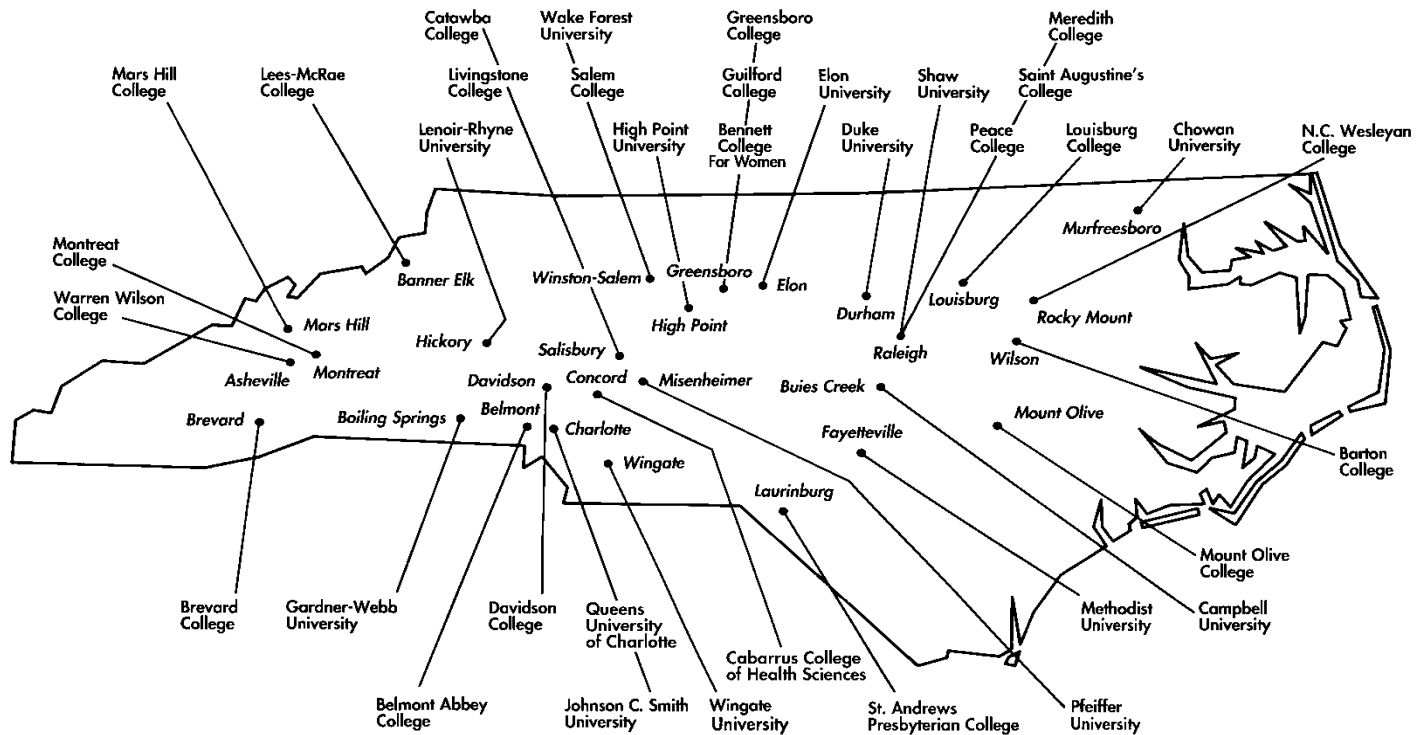 Catawba
College
Wake Forest
University
Greensboro
College
Meredith
College
Mars Hill
College
Lees-McRae
College
Livingstone
College
Salem
College
Guilford
College
Elon
University
Shaw
University
Saint Augustine's
College
Lenoir-Rhyne
University
High Point
University
Bennett
College
For Women
Duke
University
Peace
College
Louisburg
College
Chowan
University
N.C. Wesleyan
College
Montreat
College
Warren Wilson
College
Murfreesboro
Banner Elk
Winston-Salem
Greensboro
Elon
Louisburg
Durham
Rocky Mount
High Point
Mars Hill
Hickory
Salisbury
Raleigh
Wilson
Asheville
Montreat
Davidson
Concord
Misenheimer
Buies Creek
Brevard
Boiling Springs
Belmont
Charlotte
Mount Olive
Fayetteville
Wingate
Laurinburg
Barton
College
Mount Olive
College
Brevard
College
Gardner-Webb
University
Davidson
College
Queens
University
of Charlotte
Methodist
University
Campbell
University
Cabarrus College
of Health Sciences
Belmont Abbey
College
Johnson C. Smith
University
Wingate
University
St. Andrews
Presbyterian College
Pfeiffer
University